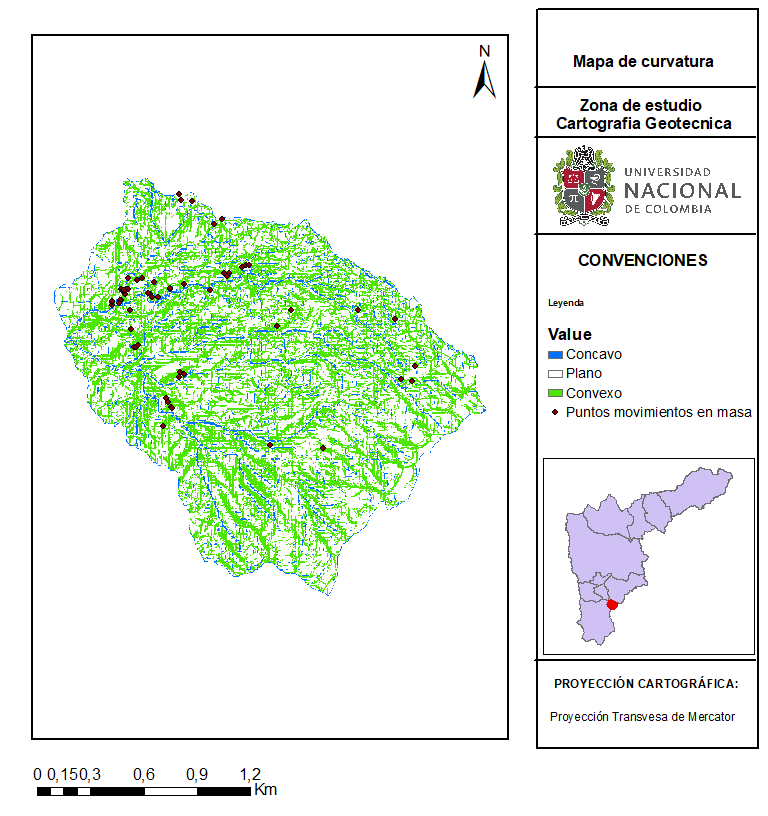 N
Mapa de curvatura
Zona de estudio
Cartografia Geotecnica
UNIVERSIDAD
NACIONAL
DE COLOMBIA
CONVENCIONES
Leyenda
Value
Concavo
Plano
Convexo
Puntos movimientos en masa
PROYECCIÓN CARTOGRÁFICA:
Proyección Transvesa de Mercator
0 0,150,3 0,6 0,9 1,2
Km